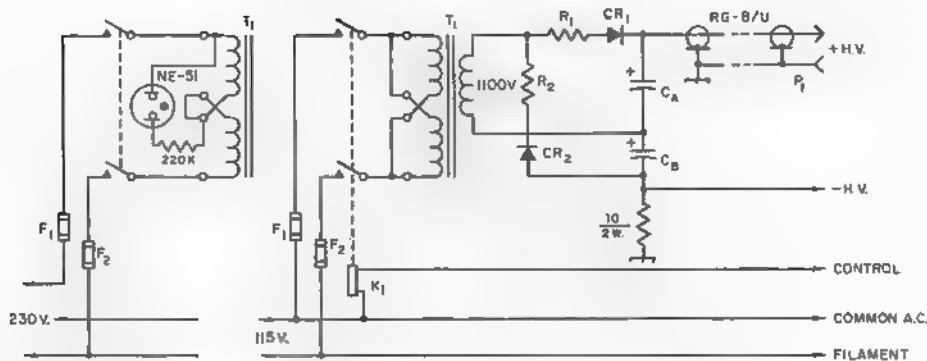 T1
NE-51
220K
F1
F2
230V.
T1
1100V
R1
CR1
R2
CR2
+
CA
+
CB
RG-8/U
+H.V.
P1
-H.V.
10
2W.
F1
F2
K1
CONTROL
115V.
COMMON A.C.
FILAMENT